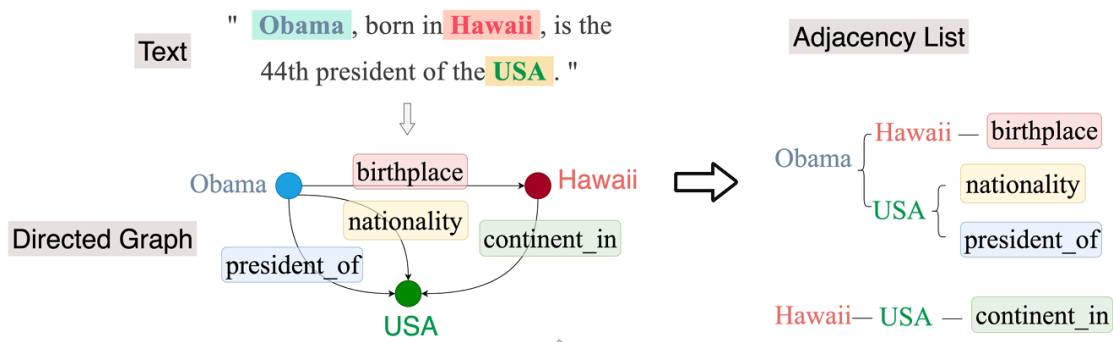 Text
" Obama , born in Hawaii , is the
44th president of the USA . "
Directed Graph
Obama
birthplace
Hawaii
nationality
continent_in
president_of
USA
Adjacency List
Obama
Hawaii
birthplace
USA
nationality
president_of
Hawaii
USA
continent_in